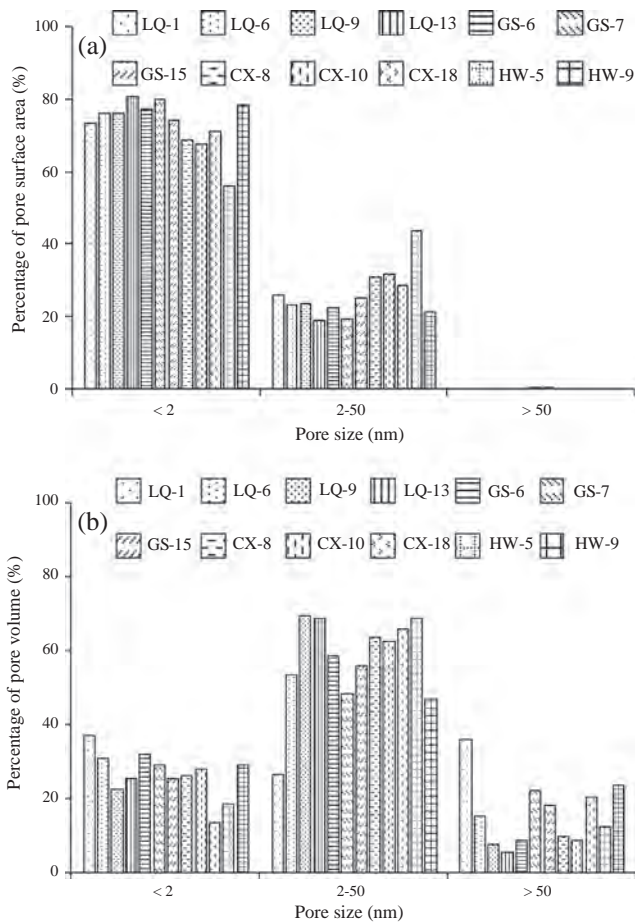 100
(a)
LQ-1 LQ-6 LQ-9 LQ-13 GS-6 GS-7
GS-15 CX-8 CX-10 CX-18 HW-5 HW-9
80
60
40
20
0
Percentage of pore surface area (%)
< 2 2-50 > 50
Pore size (nm)
100
(b)
LQ-1 LQ-6 LQ-9 LQ-13 GS-6 GS-7
GS-15 CX-8 CX-10 CX-18 HW-5 HW-9
80
60
40
20
0
Percentage of pore volume (%)
< 2 2-50 > 50
Pore size (nm)